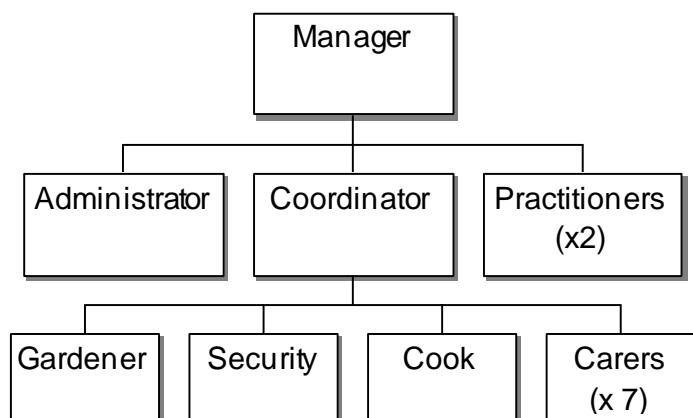 Manager
Administrator
Coordinator
Practitioners
(x2)
Gardener
Security
Cook
Carers
(x 7)